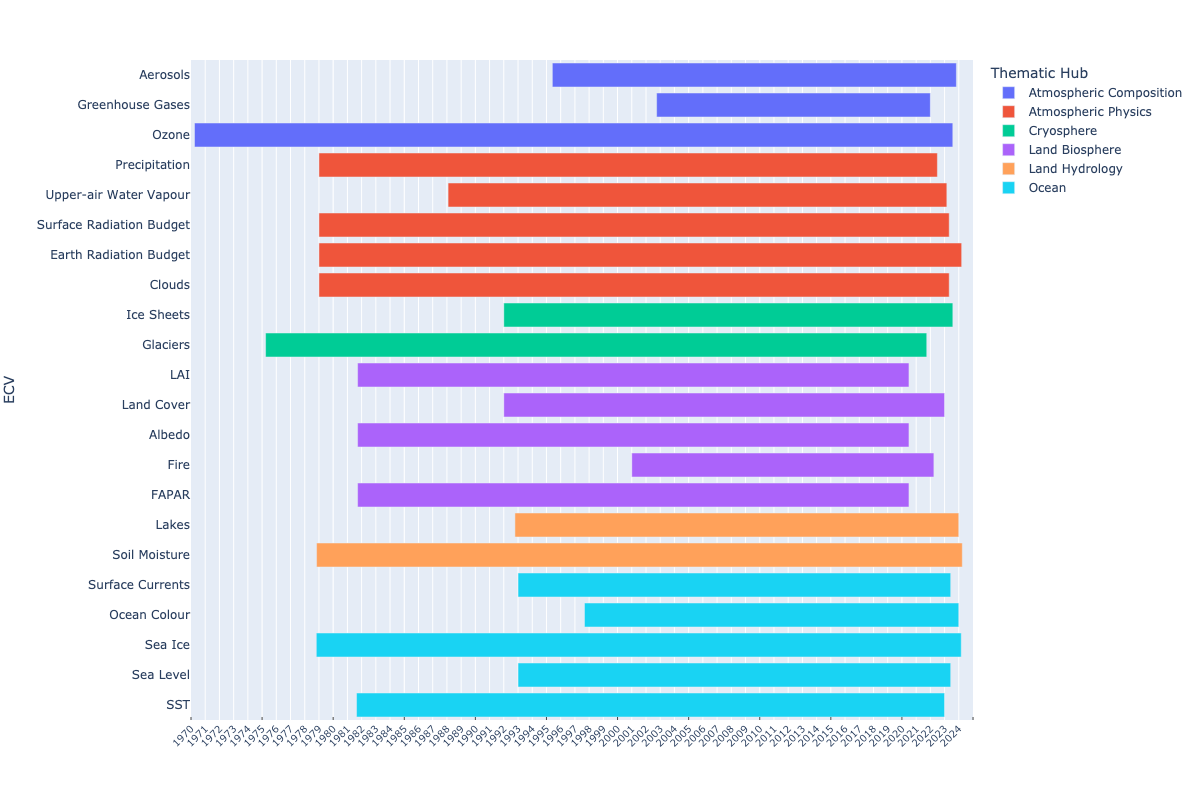 Aerosols
Greenhouse Gases
Ozone
Precipitation
Upper-air Water Vapour
Surface Radiation Budget
Earth Radiation Budget
Clouds
Ice Sheets
Glaciers
LAI
Land Cover
Albedo
Fire
FAPAR
Lakes
Soil Moisture
Surface Currents
Ocean Colour
Sea Ice
Sea Level
SST
ECV
1970 1971 1972 1973 1974 1975 1976 1977 1978 1979 1980 1981 1982 1983 1984 1985 1986 1987 1988 1989 1990 1991 1992 1993 1994 1995 1996 1997 1998 1999 2000 2001 2002 2003 2004 2005 2006 2007 2008 2009 2010 2011 2012 2013 2014 2015 2016 2017 2018 2019 2020 2021 2022 2023 2024
Thematic Hub
Atmospheric Composition
Atmospheric Physics
Cryosphere
Land Biosphere
Land Hydrology
Ocean